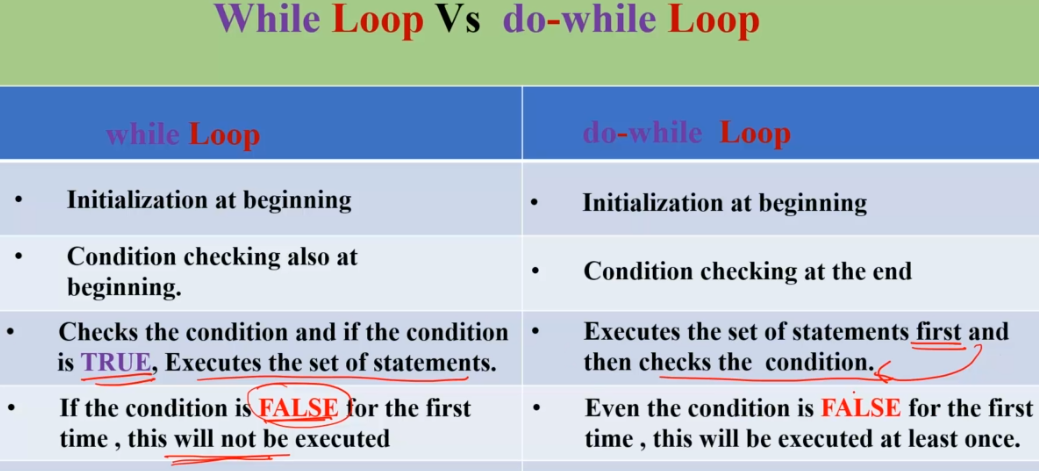 While Loop Vs do-while Loop
while Loop
do-while Loop
• Initialization at beginning
• Initialization at beginning
• Condition checking also at
beginning.
• Condition checking at the end
• Checks the condition and if the condition
is TRUE, Executes the set of statements.
• Executes the set of statements first and
then checks the condition.
• If the condition is FALSE for the first
time , this will not be executed
• Even the condition is FALSE for the first
time , this will be executed at least once.